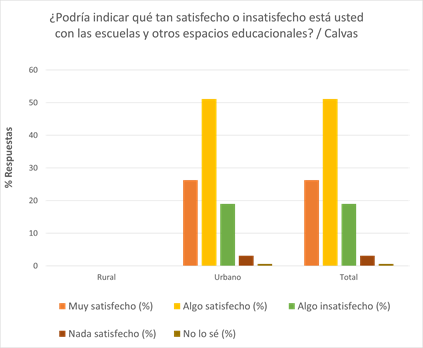 ¿Podría indicar qué tan satisfecho o insatisfecho está usted
con las escuelas y otros espacios educacionales? / Calvas
% Respuestas
60
50
40
30
20
10
0
Rural Urbano Total
Muy satisfecho (%) Algo satisfecho (%) Algo insatisfecho (%)
Nada satisfecho (%) No lo sé (%)